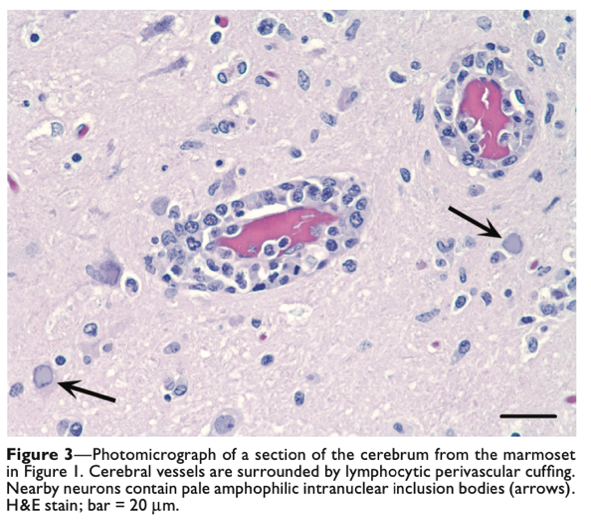 Figure 3—Photomicrograph of a section of the cerebrum from the marmoset
in Figure 1. Cerebral vessels are surrounded by lymphocytic perivascular cuffing.
Nearby neurons contain pale amphophilic intranuclear inclusion bodies (arrows).
H&E stain; bar = 20 μm.